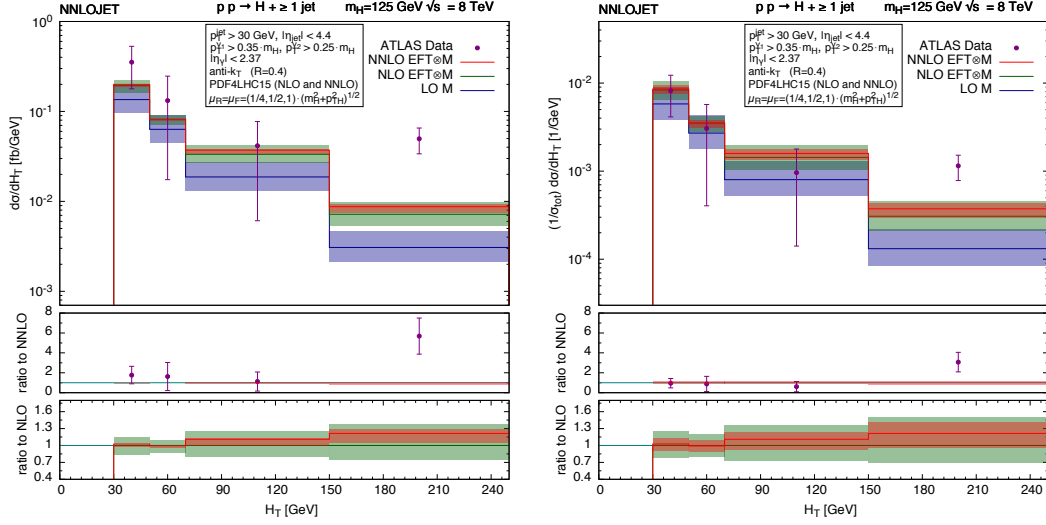 NNLOJET p p → H + ≥ 1 jet m_H=125 GeV √s = 8 TeV
p_T^jet > 30 GeV, |η_jet| < 4.4
p_T^γ1 > 0.35·m_H, p_T^γ2 > 0.25·m_H
|η_γ| < 2.37
anti-k_T (R=0.4)
PDF4LHC15 (NLO and NNLO)
μ_R=μ_F=(1/4,1/2,1)·(m_H^2+p_TH^2)^1/2
ATLAS Data
NNLO EFT⊗M
NLO EFT⊗M
LO M
dσ/dH_T [fb/GeV]
10^0
10^-1
10^-2
10^-3
ratio to NNLO
8
6
4
2
0
ratio to NLO
1.6
1.3
1
0.7
0.4
0 30 60 90 120 150 180 210 240
H_T [GeV]
NNLOJET p p → H + ≥ 1 jet m_H=125 GeV √s = 8 TeV
p_T^jet > 30 GeV, |η_jet| < 4.4
p_T^γ1 > 0.35·m_H, p_T^γ2 > 0.25·m_H
|η_γ| < 2.37
anti-k_T (R=0.4)
PDF4LHC15 (NLO and NNLO)
μ_R=μ_F=(1/4,1/2,1)·(m_H^2+p_TH^2)^1/2
ATLAS Data
NNLO EFT⊗M
NLO EFT⊗M
LO M
(1/σ_tot) dσ/dH_T [1/GeV]
10^-2
10^-3
10^-4
ratio to NNLO
8
6
4
2
0
ratio to NLO
1.6
1.3
1
0.7
0.4
0 30 60 90 120 150 180 210 240
H_T [GeV]